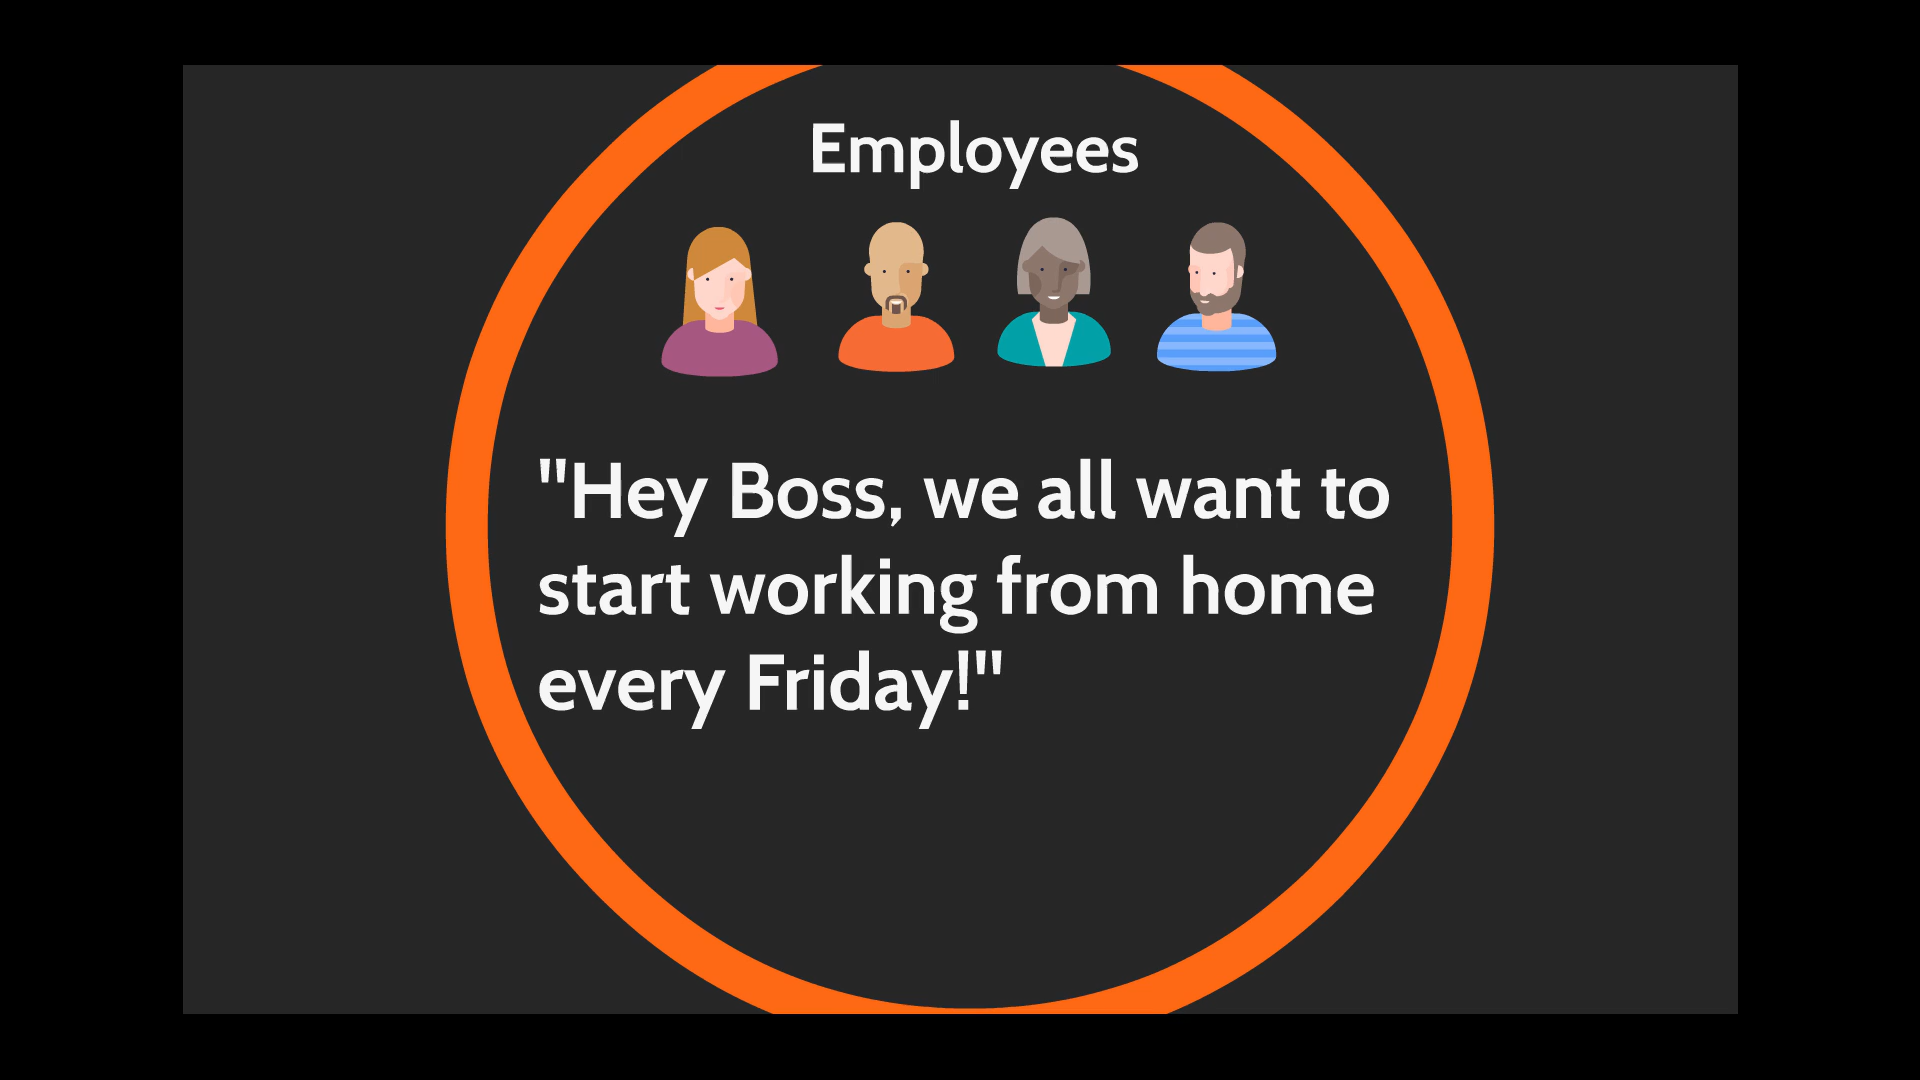 Employees
"Hey Boss, we all want to
start working from home
every Friday!"